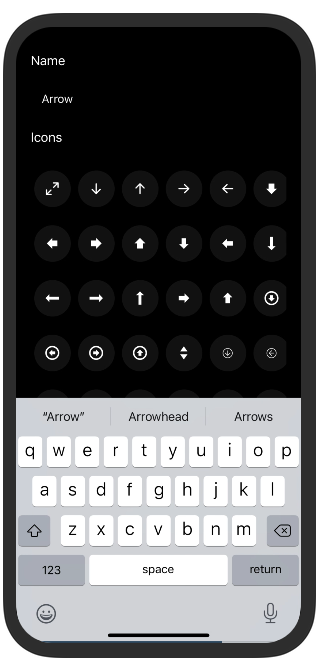 Name
Arrow
Icons
“Arrow” Arrowhead Arrows
q w e r t y u i o p
a s d f g h j k l
z x c v b n m
123 space return